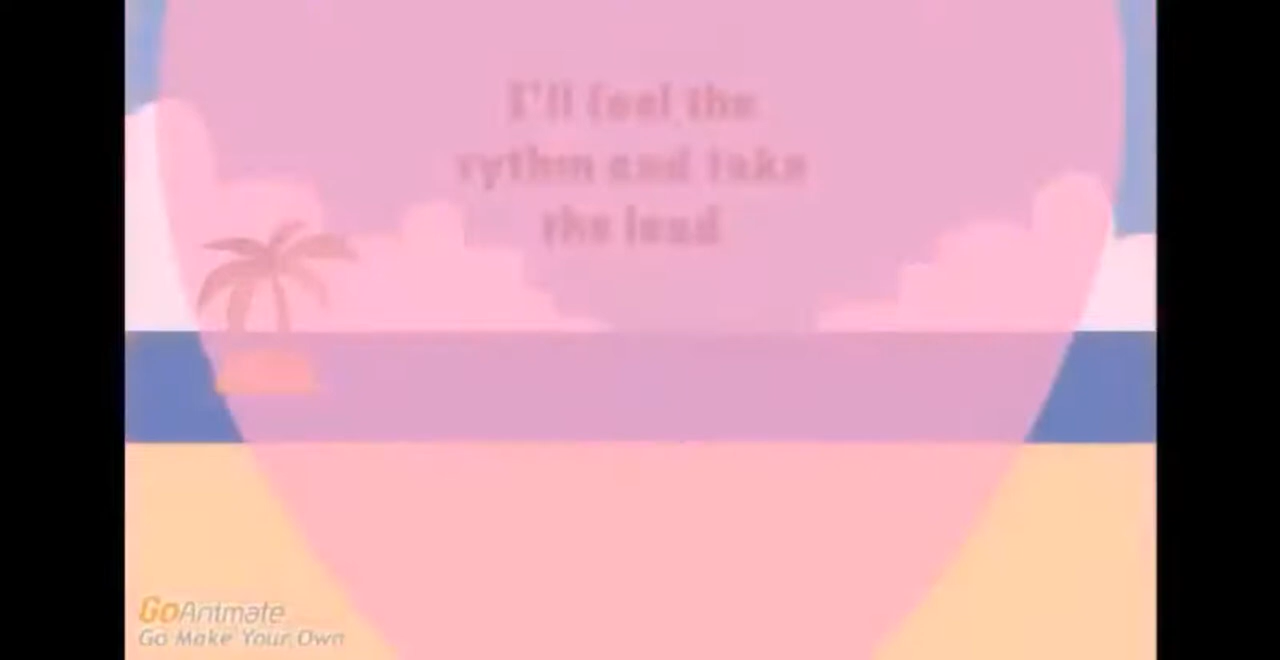 I'll feel the
rythm and take
the lead
GoAnimate
Go Make Your Own